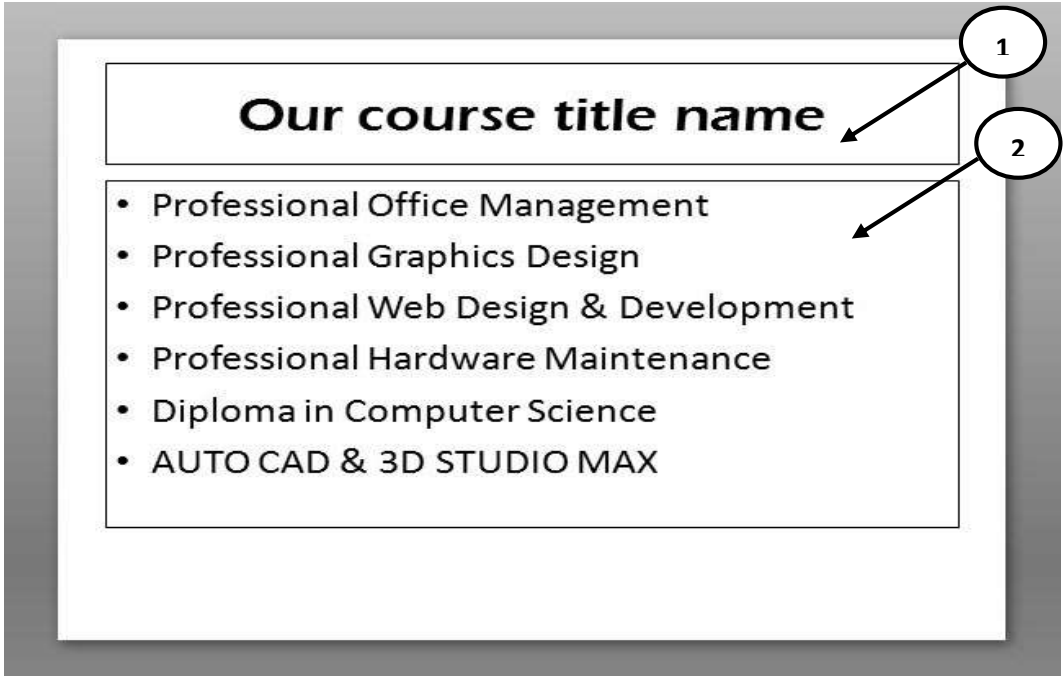 1
Our course title name
2
• Professional Office Management
• Professional Graphics Design
• Professional Web Design & Development
• Professional Hardware Maintenance
• Diploma in Computer Science
• AUTO CAD & 3D STUDIO MAX